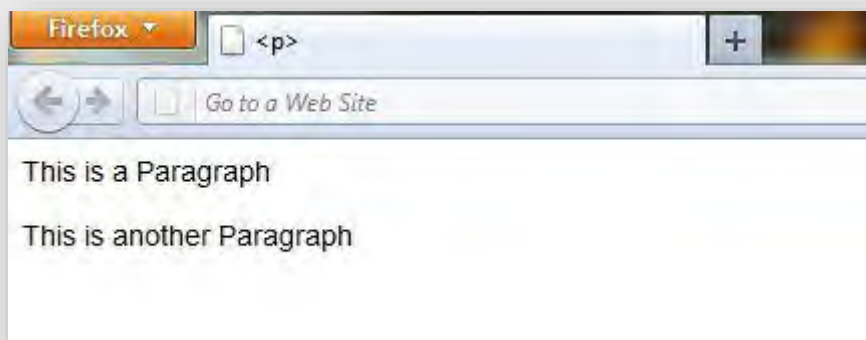 Firefox
<p>
Go to a Web Site
This is a Paragraph
This is another Paragraph